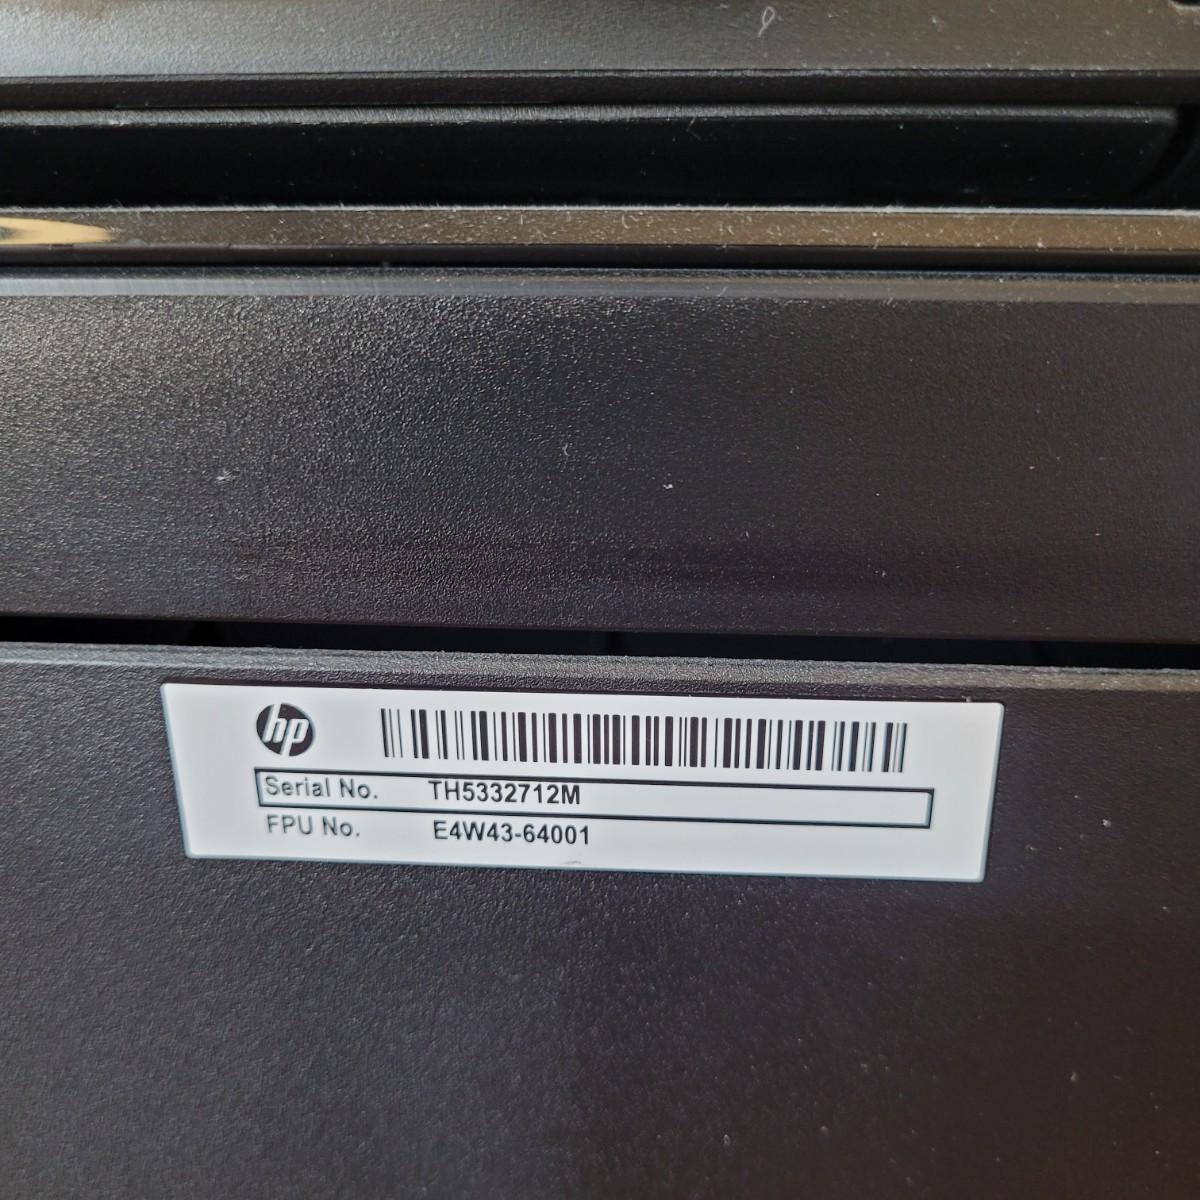 hp
Serial No. TH5332712M
FPU No. E4W43-64001